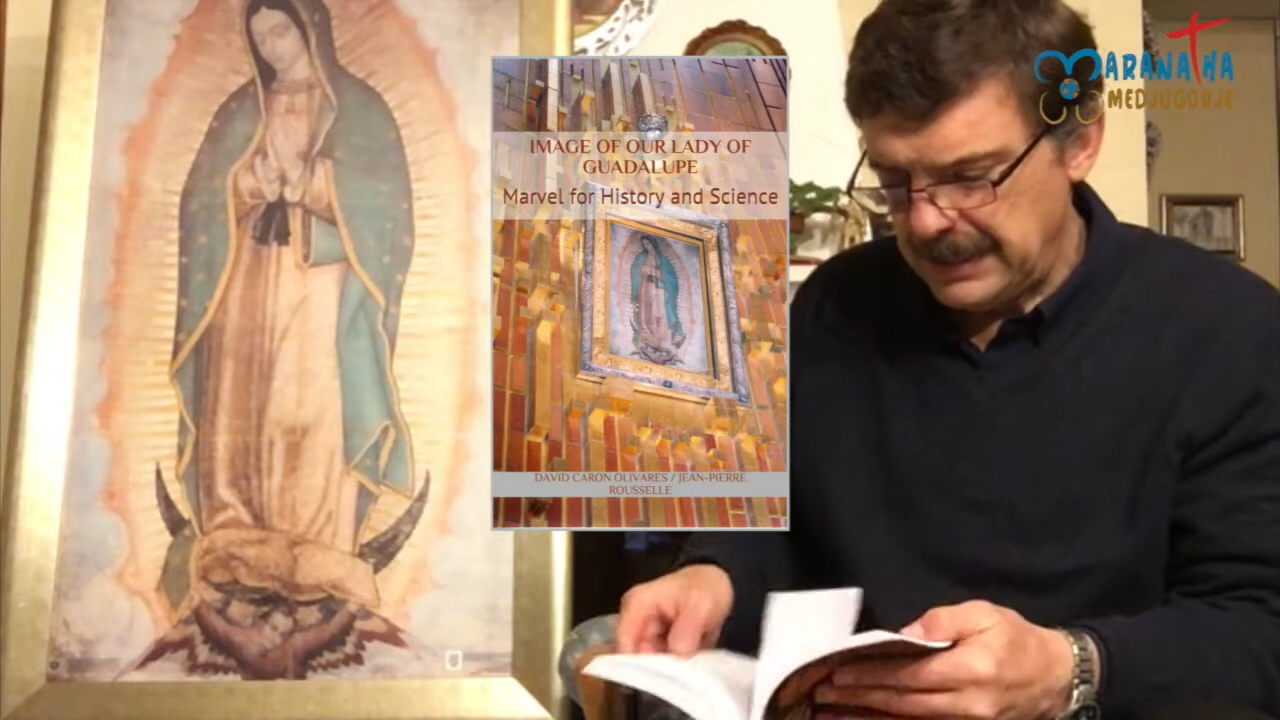 IMAGE OF OUR LADY OF
GUADALUPE
Marvel for History and Science
DAVID CARON OLIVARES / JEAN-PIERRE
ROUSSELLE
MARANATHA
MEDJUGORJE